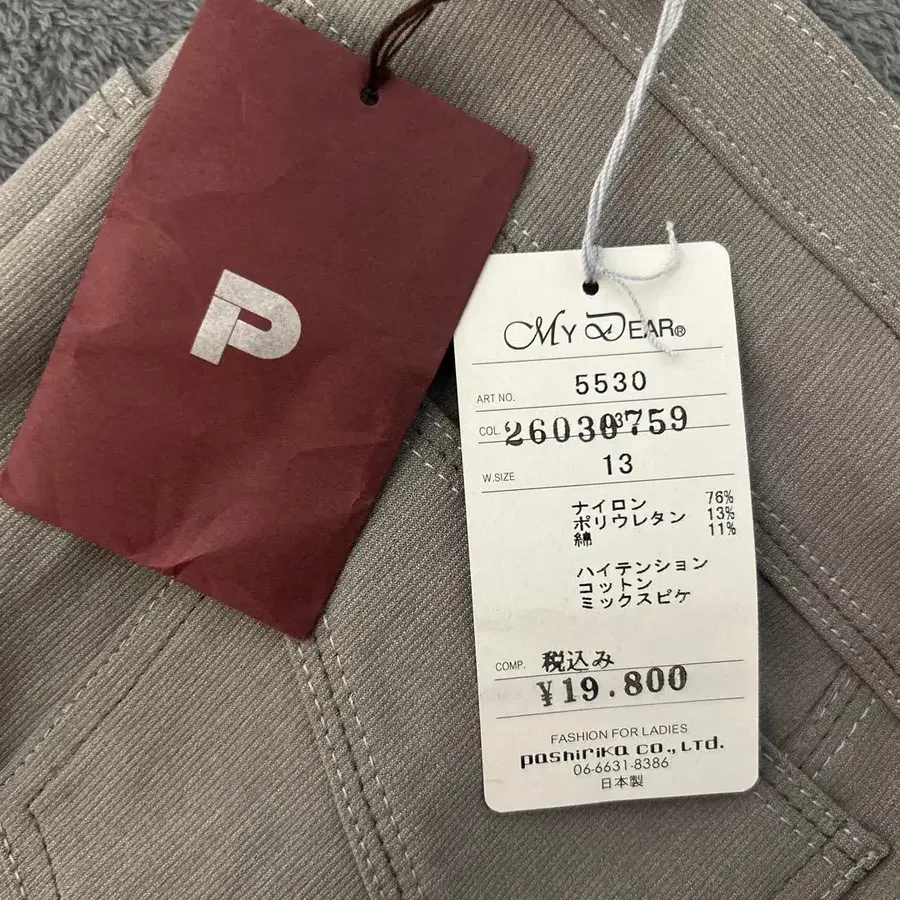 P
MY DEAR®
ART NO. 5530
COL. 26030759
W.SIZE 13
ナイロン 76%
ポリウレタン 13%
綿 11%
ハイテンション
コットン
ミックスピケ
COMP. 税込み
¥19.800
FASHION FOR LADIES
pashirika co., LTd.
06-6631-8386
日本製